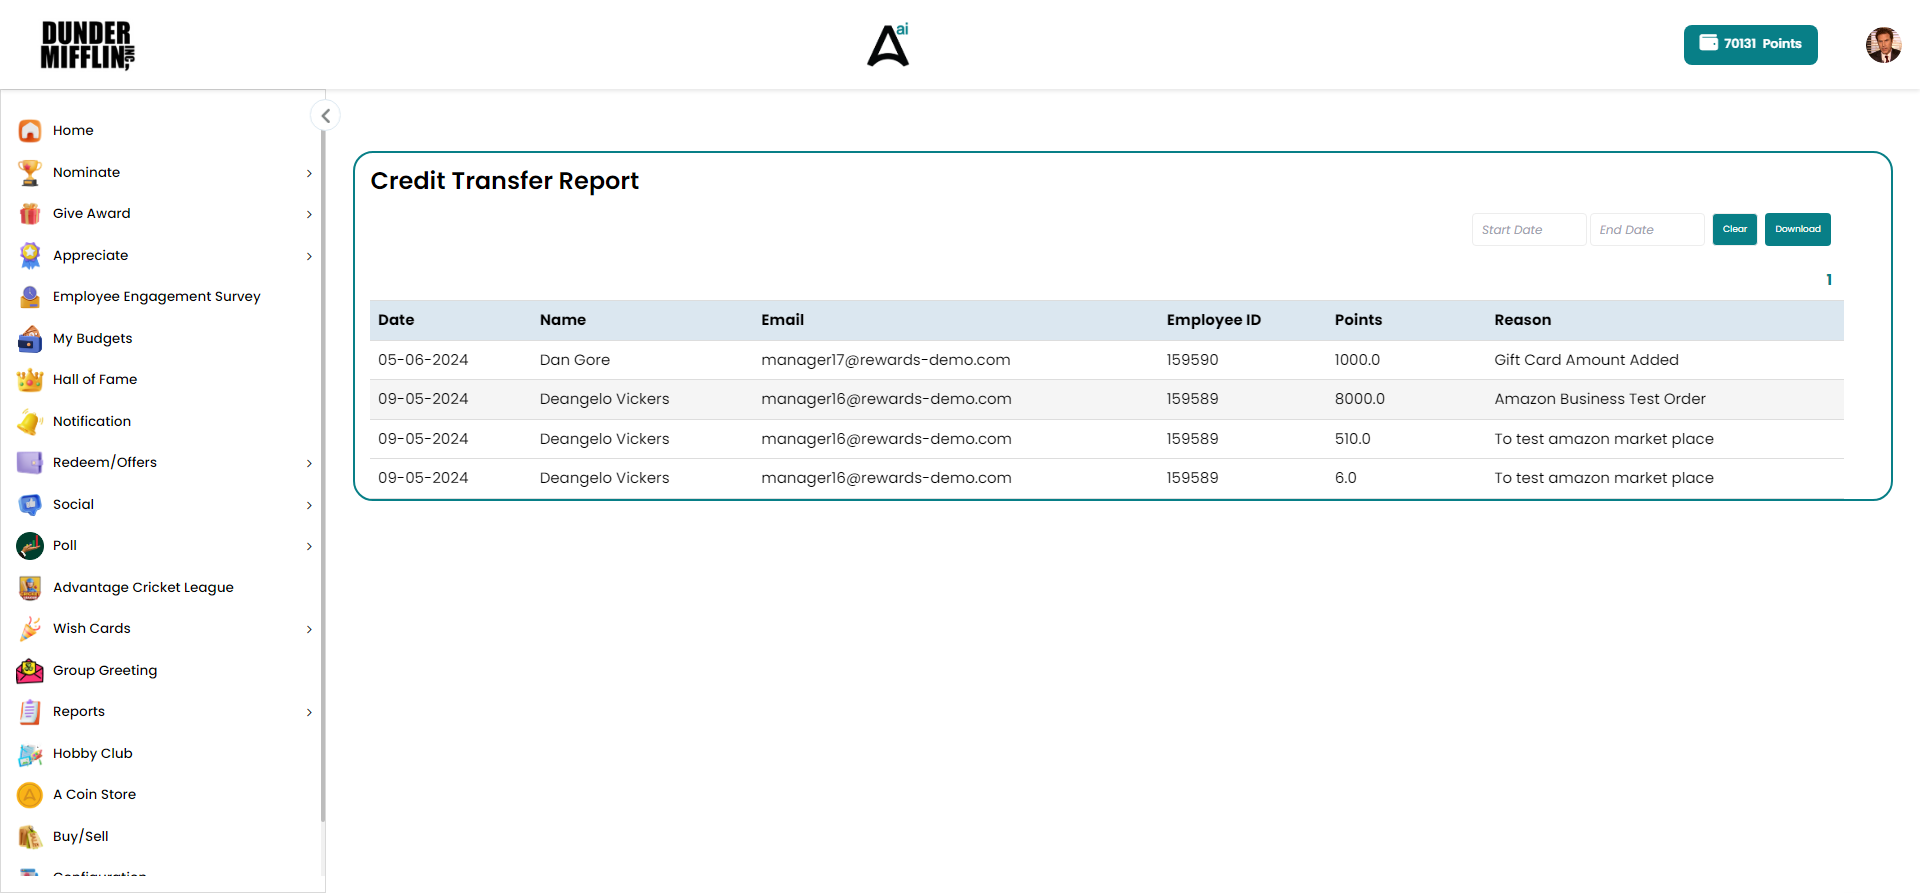 DUNDER
MIFFLIN INC,
ai
70131 Points
Home
Nominate
Give Award
Appreciate
Employee Engagement Survey
My Budgets
Hall of Fame
Notification
Redeem/Offers
Social
Poll
Advantage Cricket League
Wish Cards
Group Greeting
Reports
Hobby Club
A Coin Store
Buy/Sell
Configuration
Credit Transfer Report
Start Date End Date Clear Download
1
Date Name Email Employee ID Points Reason
05-06-2024 Dan Gore manager17@rewards-demo.com 159590 1000.0 Gift Card Amount Added
09-05-2024 Deangelo Vickers manager16@rewards-demo.com 159589 8000.0 Amazon Business Test Order
09-05-2024 Deangelo Vickers manager16@rewards-demo.com 159589 510.0 To test amazon market place
09-05-2024 Deangelo Vickers manager16@rewards-demo.com 159589 6.0 To test amazon market place